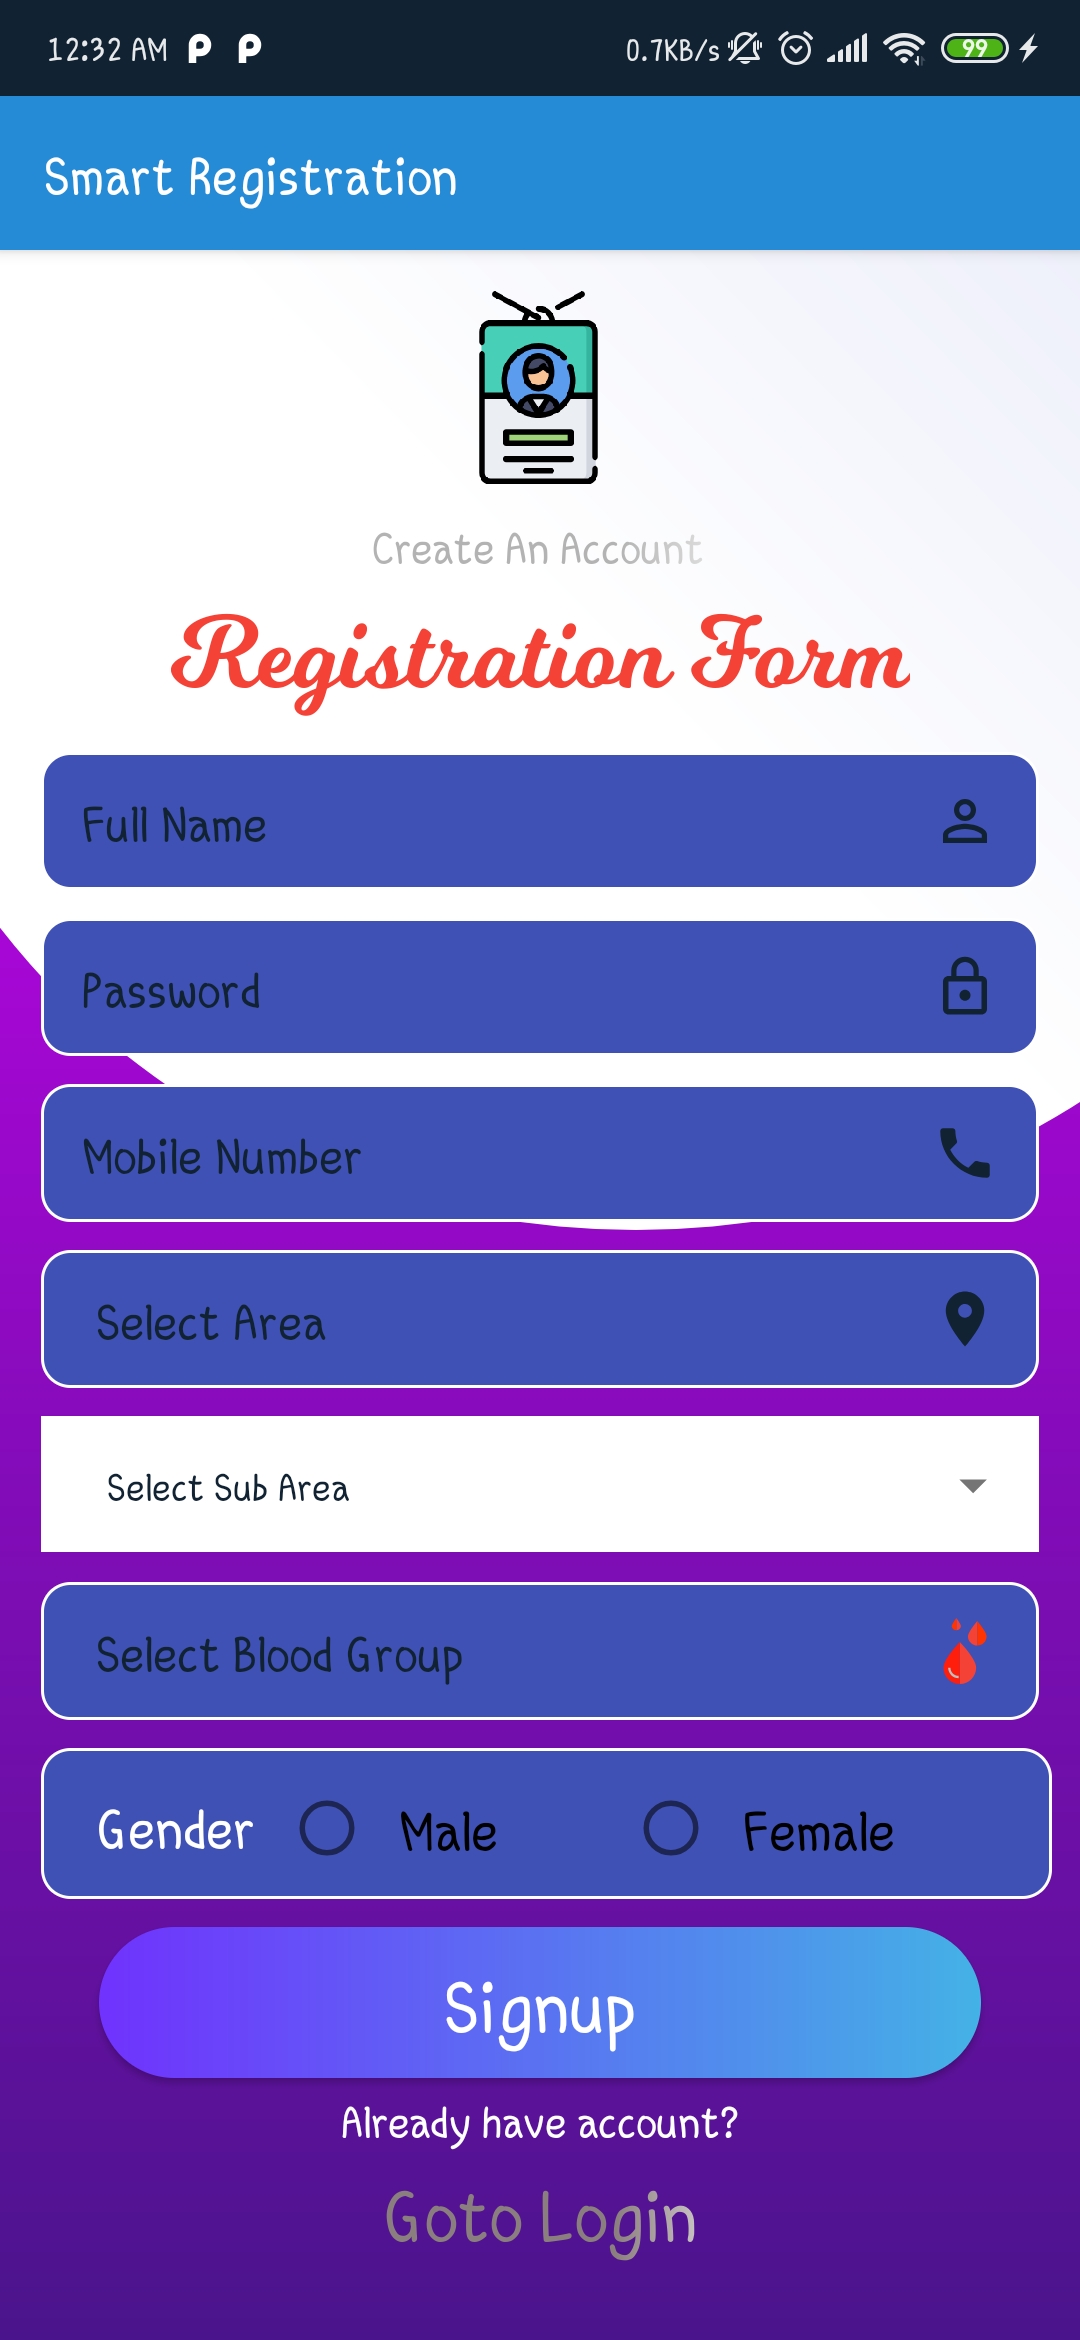 12:32 AM P P 0.7KB/s 99
Smart Registration
Create An Account
Registration Form
Full Name
Password
Mobile Number
Select Area
Select Sub Area
Select Blood Group
Gender Male Female
Signup
Already have account?
Goto Login